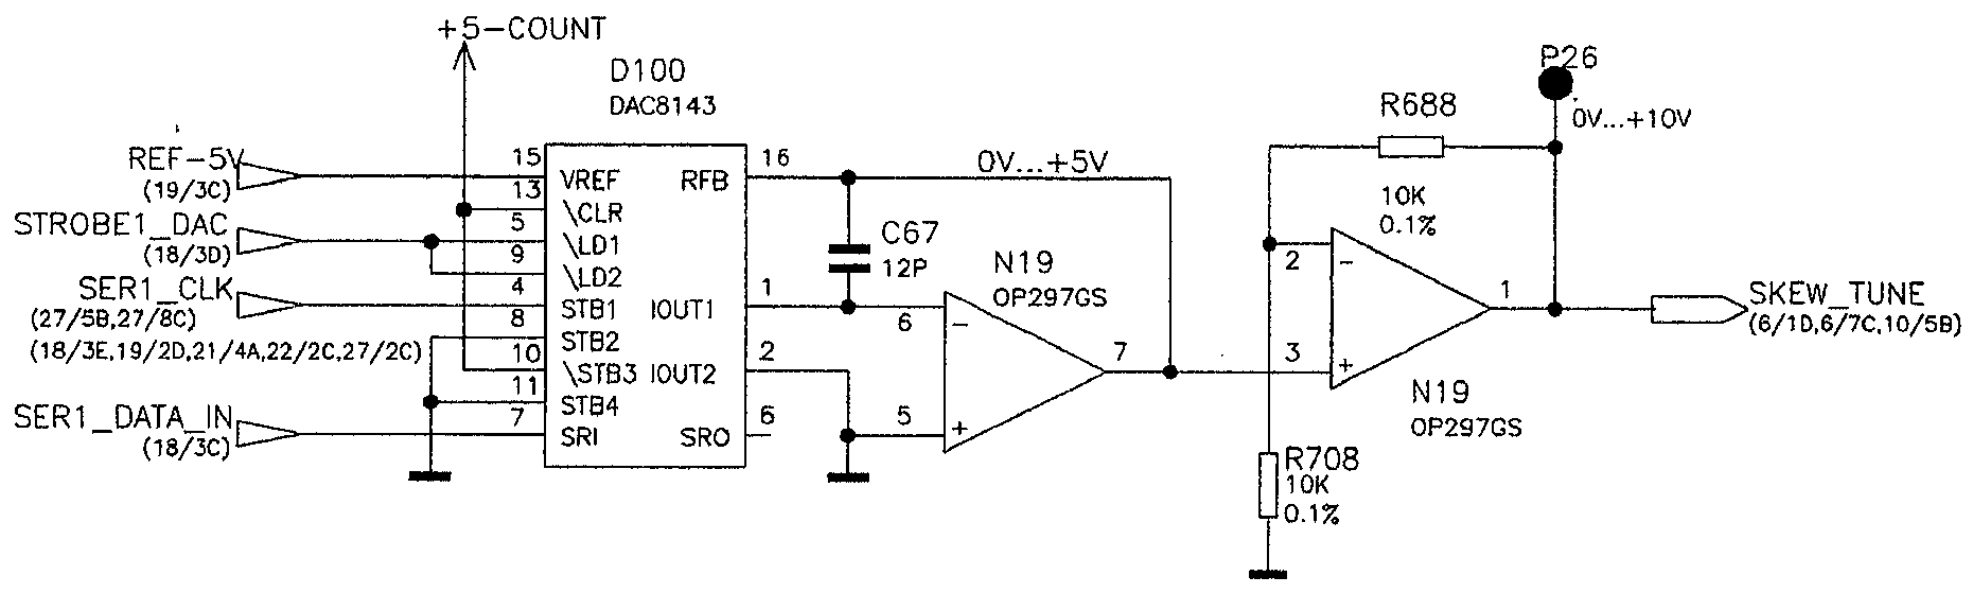 +5-COUNT
D100
DAC8143
P26
0V...+10V
R688
10K
0.1%
REF-5V
(19/3C)
STROBE1_DAC
(18/3D)
SER1_CLK
(27/5B,27/8C)
(18/3E,19/2D,21/4A,22/2C,27/2C)
SER1_DATA_IN
(18/3C)
15
13
5
9
4
8
10
11
7
VREF
\CLR
\LD1
\LD2
STB1
STB2
\STB3
STB4
SRI
RFB
IOUT1
IOUT2
SRO
16
1
2
6
0V...+5V
C67
12P
N19
OP297GS
6
5
7
−
+
2
3
1
−
+
N19
OP297GS
R708
10K
0.1%
SKEW_TUNE
(6/1D,6/7C,10/5B)